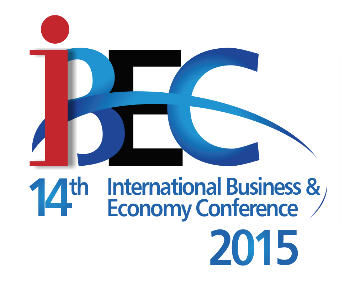 iBEC
14th International Business &
Economy Conference
2015